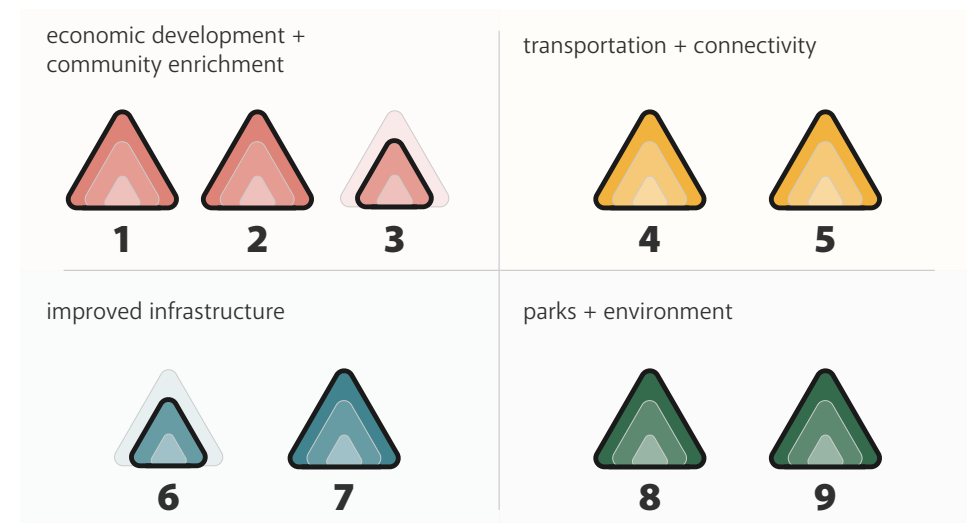 economic development +
community enrichment
transportation + connectivity
1 2 3
4 5
improved infrastructure
parks + environment
6 7
8 9